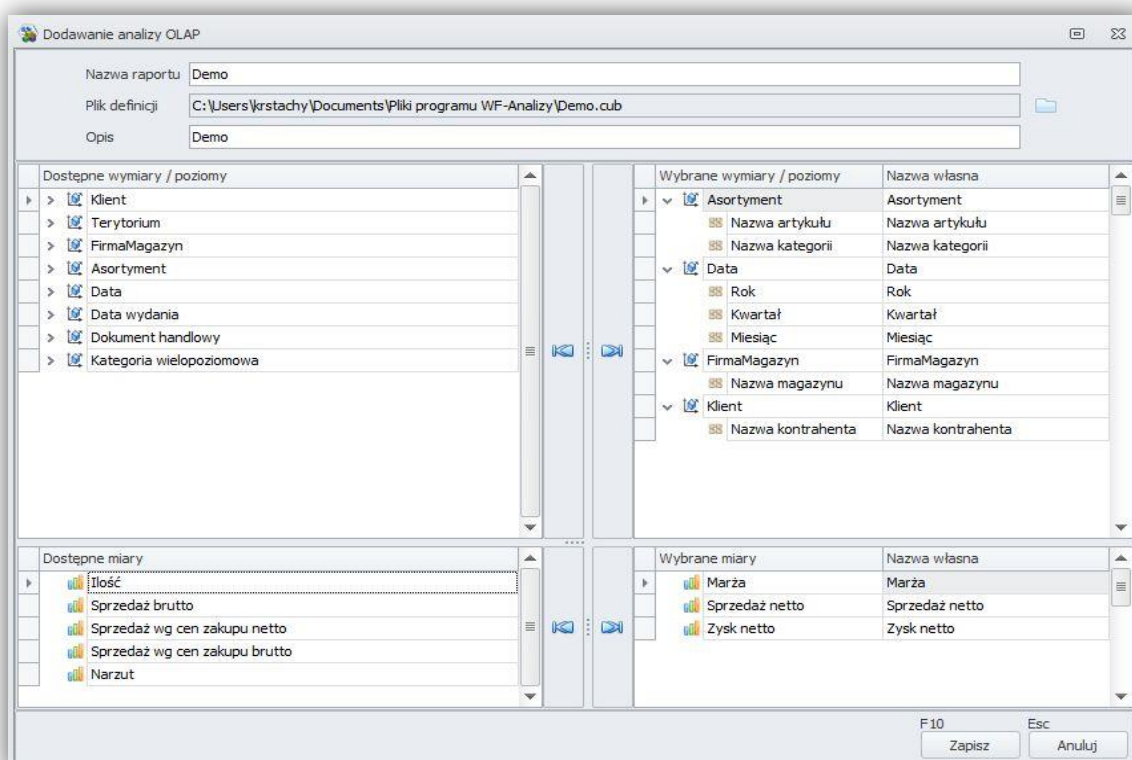 Dodawanie analizy OLAP
Nazwa raportu Demo
Plik definicji C:\Users\krstachy\Documents\Pliki programu WF-Analizy\Demo.cub
Opis Demo
Dostępne wymiary / poziomy
Klient
Terytorium
FirmaMagazyn
Asortyment
Data
Data wydania
Dokument handlowy
Kategoria wielopoziomowa
Wybrane wymiary / poziomy Nazwa własna
Asortyment Asortyment
Nazwa artykułu Nazwa artykułu
Nazwa kategorii Nazwa kategorii
Data Data
Rok Rok
Kwartał Kwartał
Miesiąc Miesiąc
FirmaMagazyn FirmaMagazyn
Nazwa magazynu Nazwa magazynu
Klient Klient
Nazwa kontrahenta Nazwa kontrahenta
Dostępne miary
Ilość
Sprzedaż brutto
Sprzedaż wg cen zakupu netto
Sprzedaż wg cen zakupu brutto
Narzut
Wybrane miary Nazwa własna
Marża Marża
Sprzedaż netto Sprzedaż netto
Zysk netto Zysk netto
F10 Esc
Zapisz Anuluj